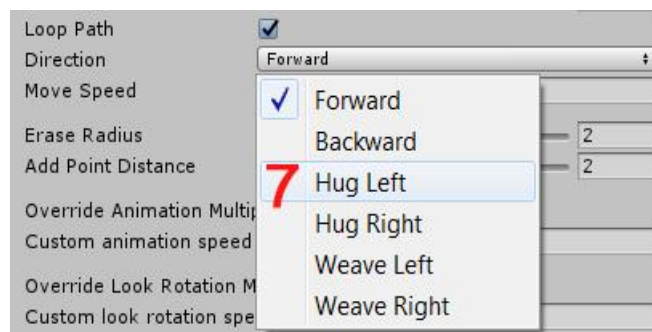 Loop Path
Direction Forward
Move Speed Forward
Backward
Erase Radius 2
Add Point Distance 2
7 Hug Left
Override Animation Multip
Hug Right
Custom animation speed
Weave Left
Override Look Rotation M
Weave Right
Custom look rotation spe